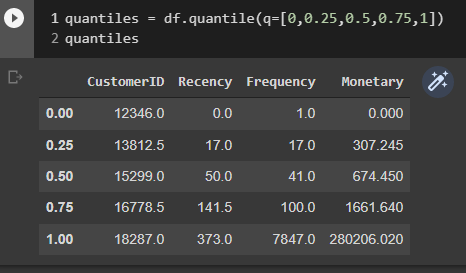 1 quantiles = df.quantile(q=[0,0.25,0.5,0.75,1])
2 quantiles
CustomerID Recency Frequency Monetary
0.00 12346.0 0.0 1.0 0.000
0.25 13812.5 17.0 17.0 307.245
0.50 15299.0 50.0 41.0 674.450
0.75 16778.5 141.5 100.0 1661.640
1.00 18287.0 373.0 7847.0 280206.020